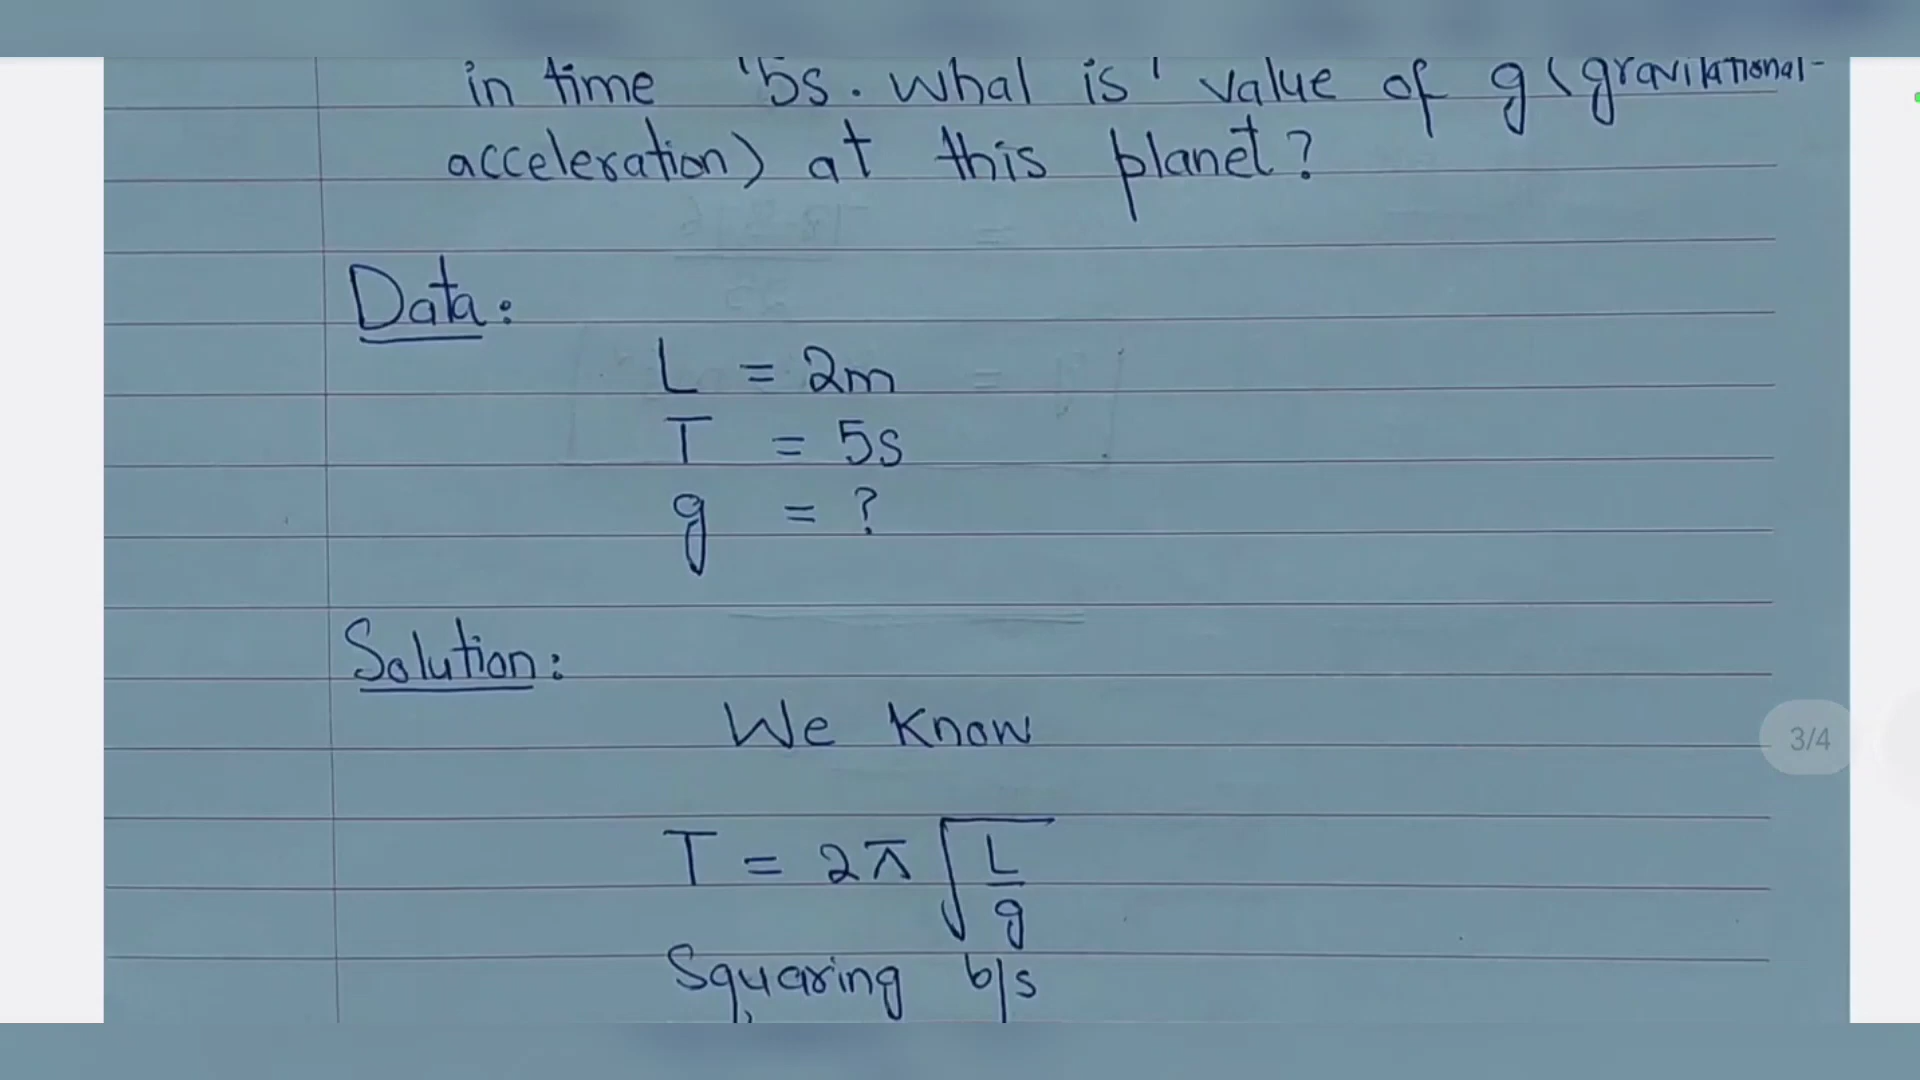 in time 5s. What is value of g (gravitational-
acceleration) at this planet?
Data:
L = 2m
T = 5s
g = ?
Solution:
We know
T = 2π √(L/g)
Squaring b/s
3/4